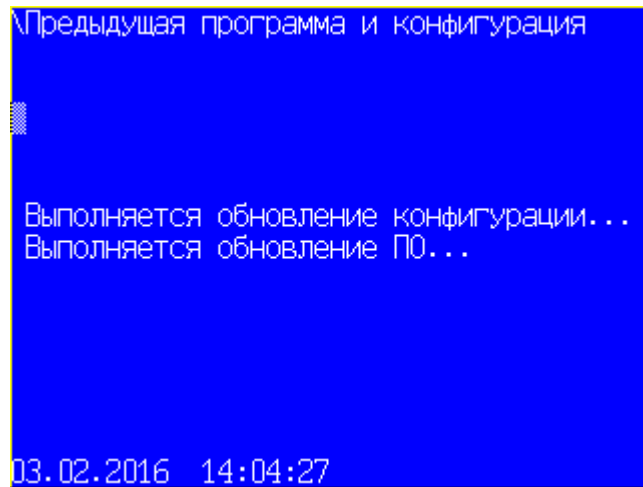 \Предыдущая программа и конфигурация
Выполняется обновление конфигурации...
Выполняется обновление ПО...
03.02.2016 14:04:27